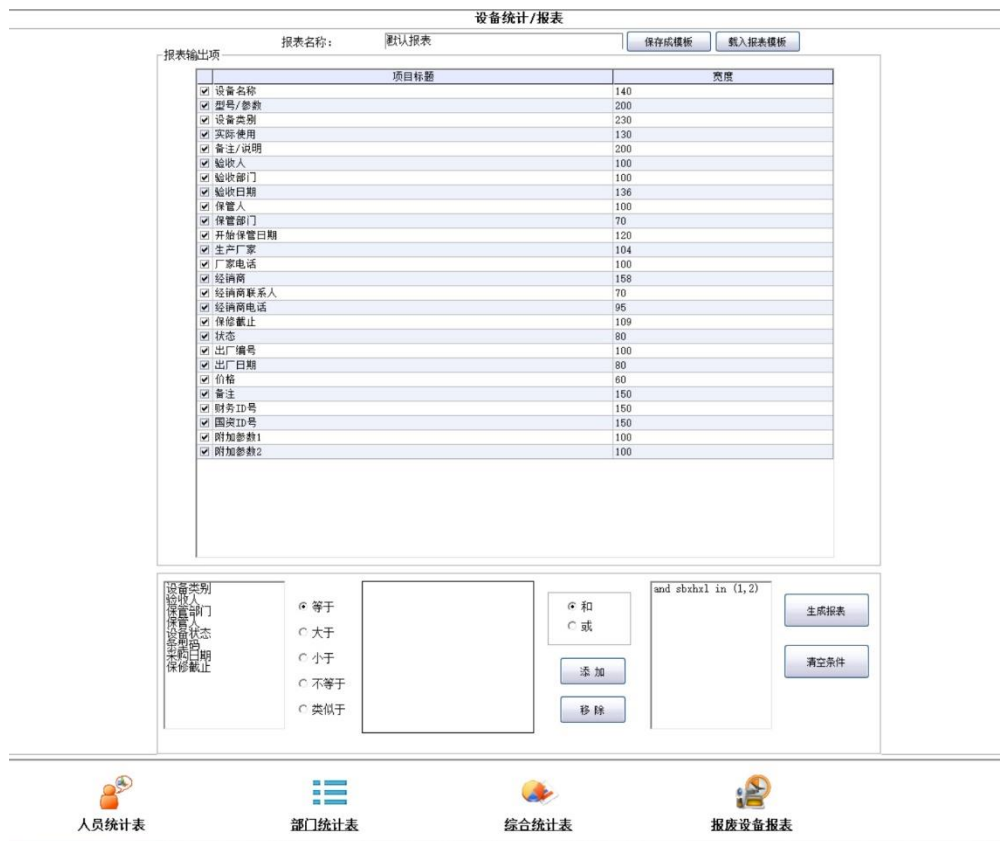 设备统计/报表
报表名称： 默认报表 保存成模板 载入报表模板
报表输出项
项目标题 宽度
设备名称 140
型号/参数 200
设备类别 230
实际使用 130
备注/说明 200
验收人 100
验收部门 100
验收日期 136
保管人 100
保管部门 70
开始保管日期 120
生产厂家 104
厂家电话 100
经销商 158
经销商联系人 70
经销商电话 95
保修截止 109
状态 80
出厂编号 100
出厂日期 80
价格 60
备注 150
财务ID号 150
国资ID号 150
附加参数1 100
附加参数2 100
设备类别
验收人
保管部门
保管人
设备状态
条型码
采购日期
保修截止
等于
大于
小于
不等于
类似于
和
或
添 加
移 除
and sbxhxl in (1,2)
生成报表
清空条件
人员统计表 部门统计表 综合统计表 报废设备报表